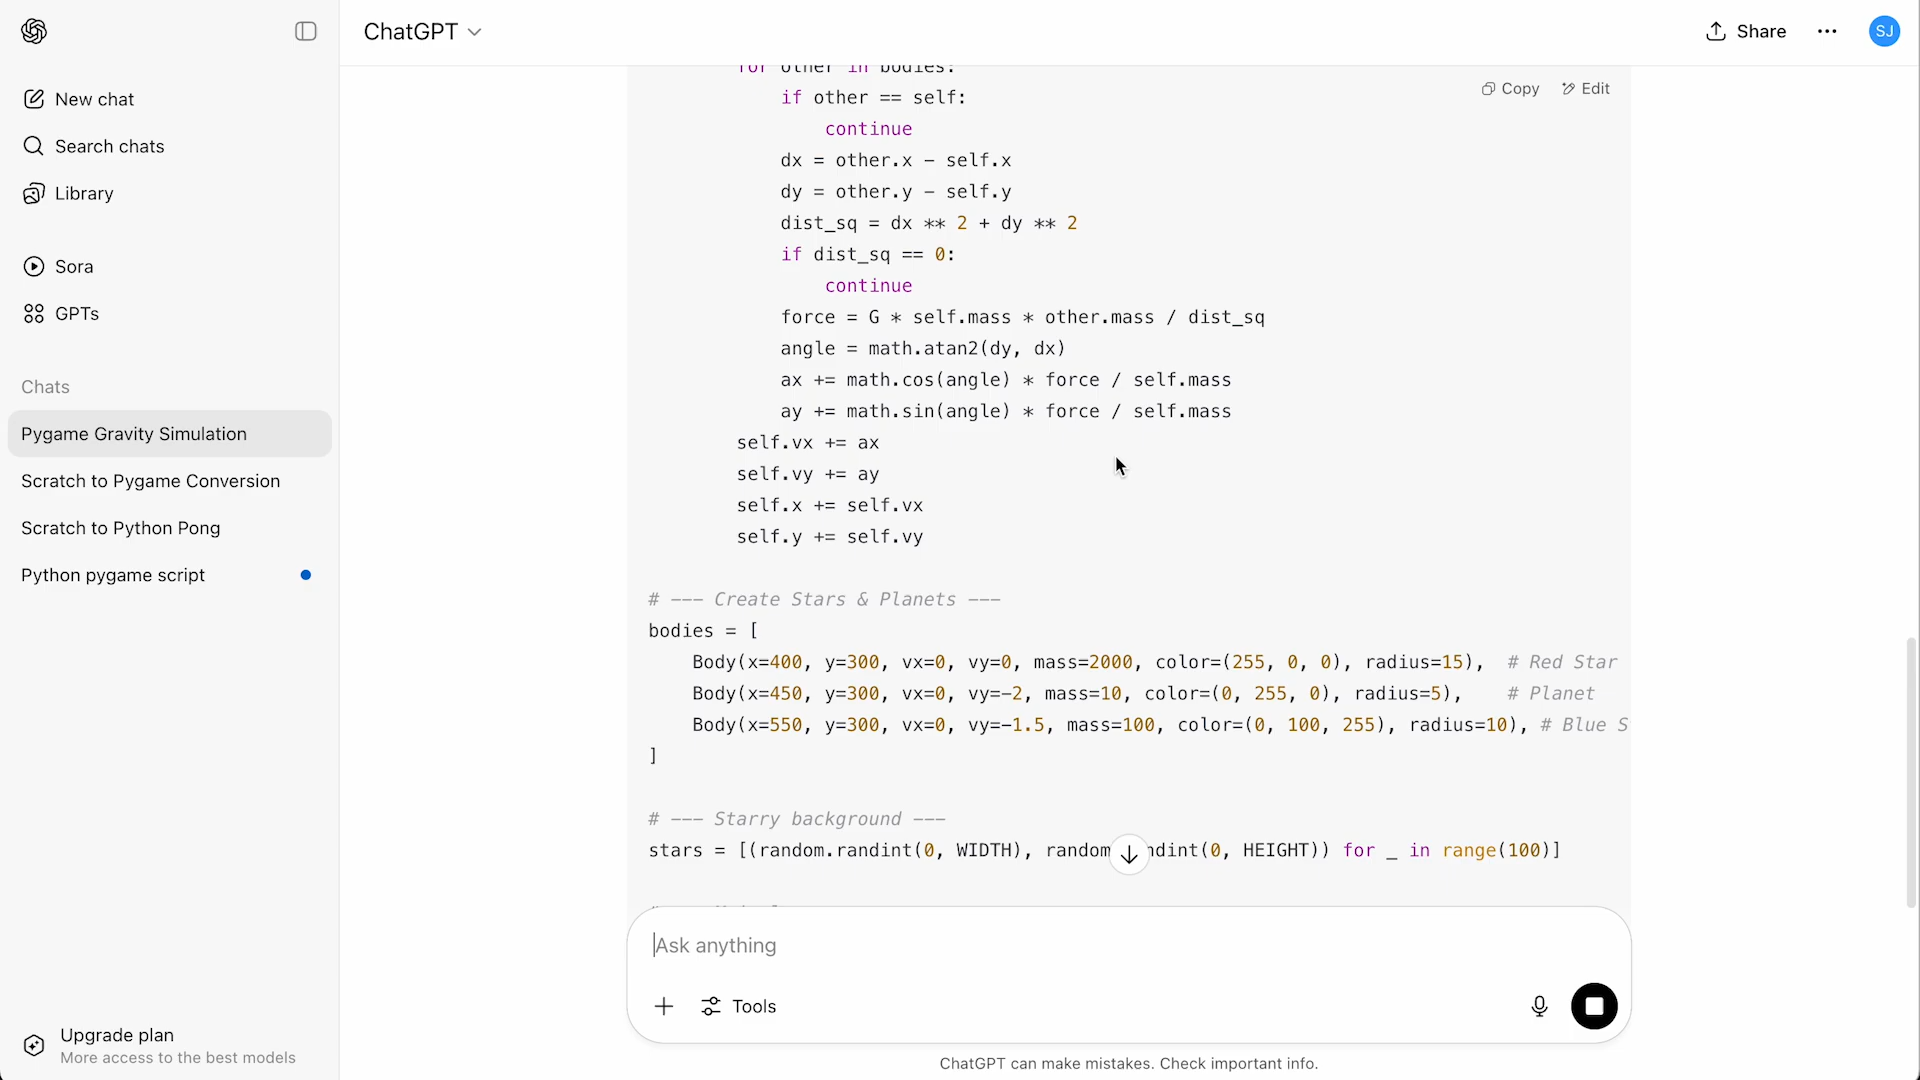 ChatGPT
Share
SJ
New chat
Search chats
Library
Sora
GPTs
Chats
Pygame Gravity Simulation
Scratch to Pygame Conversion
Scratch to Python Pong
Python pygame script
Upgrade plan
More access to the best models
Copy
Edit
for other in bodies:
if other == self:
continue
dx = other.x - self.x
dy = other.y - self.y
dist_sq = dx ** 2 + dy ** 2
if dist_sq == 0:
continue
force = G * self.mass * other.mass / dist_sq
angle = math.atan2(dy, dx)
ax += math.cos(angle) * force / self.mass
ay += math.sin(angle) * force / self.mass
self.vx += ax
self.vy += ay
self.x += self.vx
self.y += self.vy
# --- Create Stars & Planets ---
bodies = [
Body(x=400, y=300, vx=0, vy=0, mass=2000, color=(255, 0, 0), radius=15), # Red Star
Body(x=450, y=300, vx=0, vy=-2, mass=10, color=(0, 255, 0), radius=5), # Planet
Body(x=550, y=300, vx=0, vy=-1.5, mass=100, color=(0, 100, 255), radius=10), # Blue S
]
# --- Starry background ---
stars = [(random.randint(0, WIDTH), random ndint(0, HEIGHT)) for _ in range(100)]
Ask anything
Tools
ChatGPT can make mistakes. Check important info.